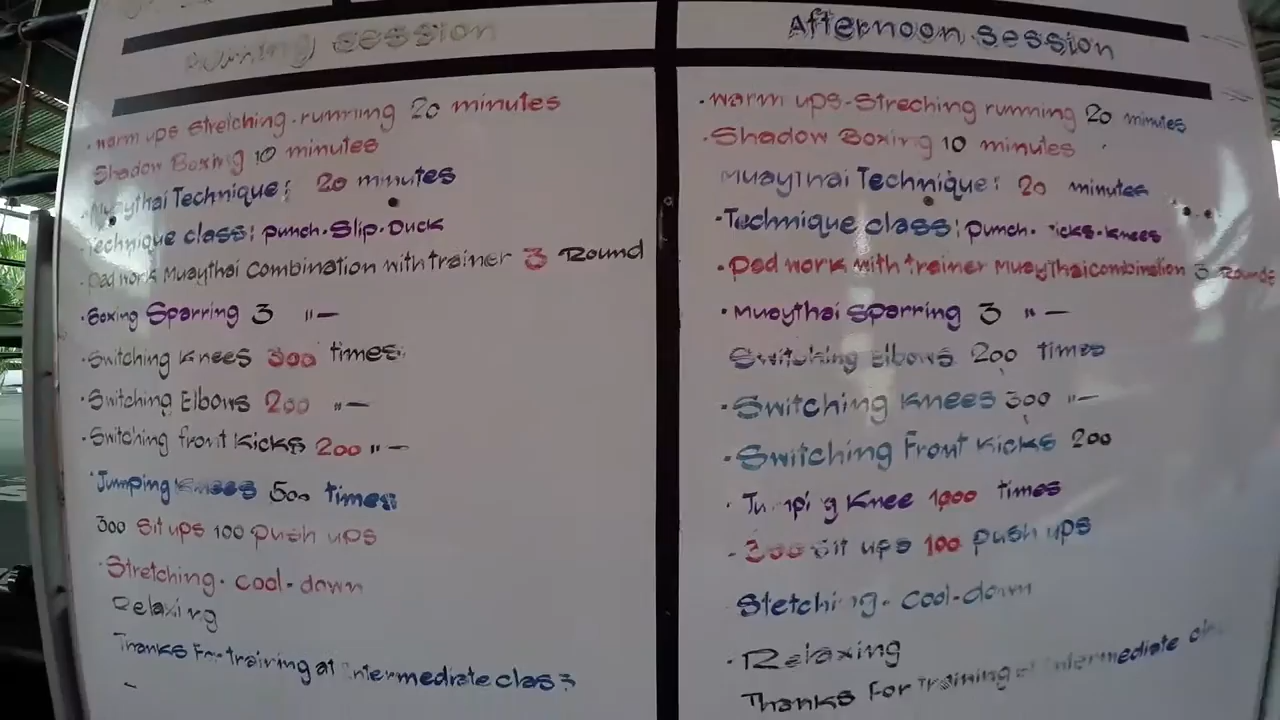 session
• warm ups stretching. running 20 minutes
Shadow Boxing 10 minutes
• Muaythai Technique: 20 minutes
Technique class: punch. Slip. Duck
• pad work Muaythai combination with trainer 3 Round
• Boxing Sparring 3 "—
• Switching Knees 300 times
• Switching Elbows 200 "—
• Switching front Kicks 200 "—
• Jumping Knees 500 times
300 Sit ups 100 push ups
• Stretching. cool-down
Relaxing
Thanks For training at intermediate class
Afternoon session
• warm ups-Streching running 20 minutes
• Shadow Boxing 10 minutes
Muaythai Technique: 20 minutes
• Technique class: punch. kicks. knees
• pad work with trainer Muaythai combination 3 Rounds
• Muaythai sparring 3 "—
Switching Elbows 200 times
• Switching Knees 300 "—
• Switching Front Kicks 200
• Jumping Knee 1000 times
- 300 sit ups 100 push ups
Stetching. cool-down
• Relaxing
Thanks For Training intermediate